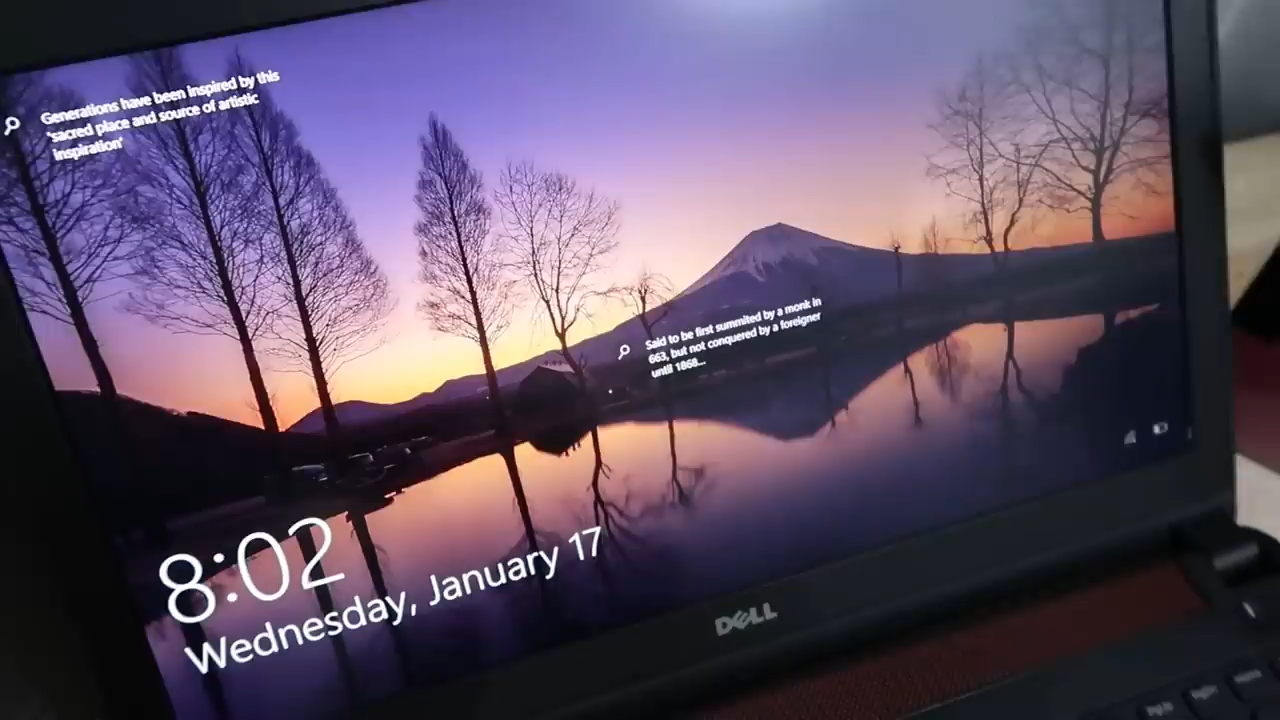 Generations have been inspired by this
'sacred place and source of artistic
inspiration'
Said to be first summited by a monk in
663, but not conquered by a foreigner
until 1868...
8:02
Wednesday, January 17
DELL